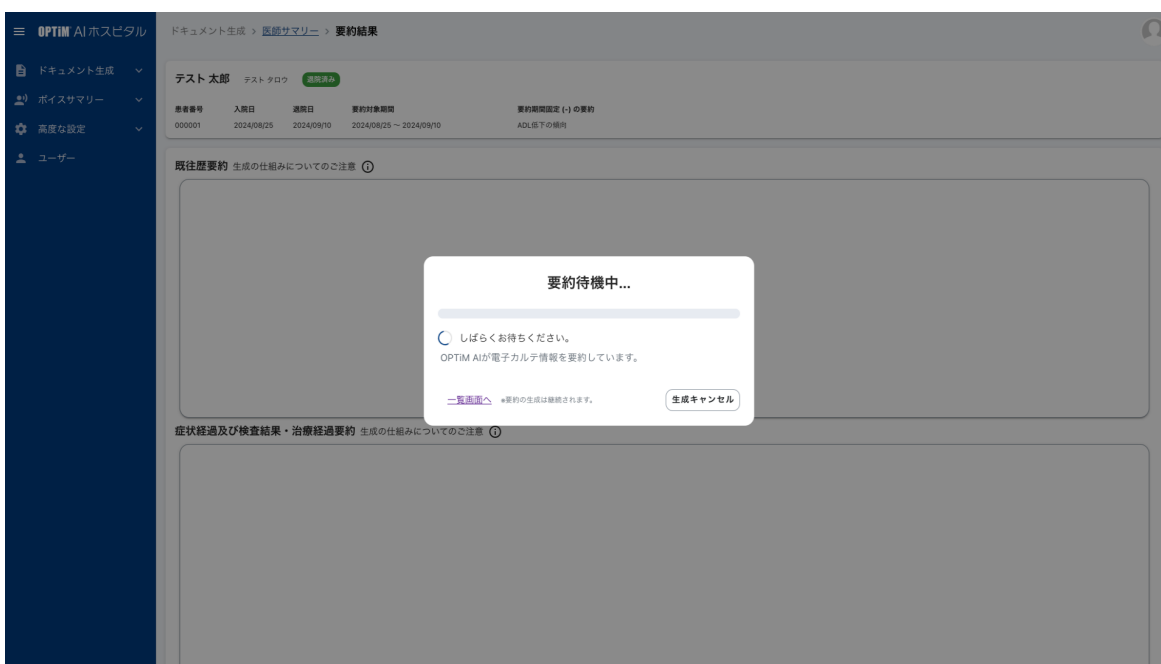 OPTiM AIホスピタル
ドキュメント生成 > 医師サマリー > 要約結果
ドキュメント生成
ボイスサマリー
高度な設定
ユーザー
テスト 太郎 テスト タロウ 退院済み
患者番号 入院日 退院日 要約対象期間 要約期間固定 (-) の要約
000001 2024/08/25 2024/09/10 2024/08/25 〜 2024/09/10 ADL低下の傾向
既往歴要約 生成の仕組みについてのご注意
要約待機中...
しばらくお待ちください。
OPTiM AIが電子カルテ情報を要約しています。
一覧画面へ ※要約の生成は継続されます。 生成キャンセル
症状経過及び検査結果・治療経過要約 生成の仕組みについてのご注意